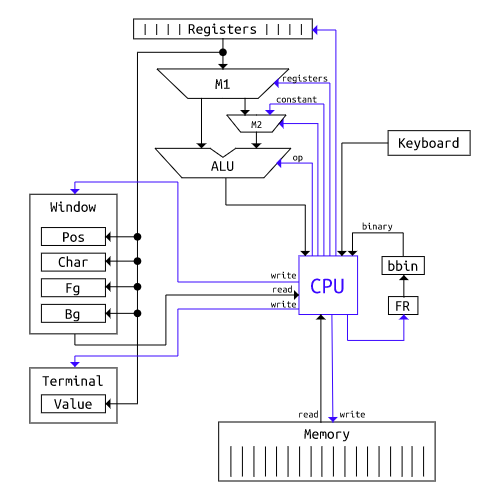 Registers
M1
registers
constant
M2
op
ALU
Keyboard
Window
Pos
Char
Fg
Bg
binary
bbin
FR
write
read
write
CPU
Terminal
Value
read
write
Memory